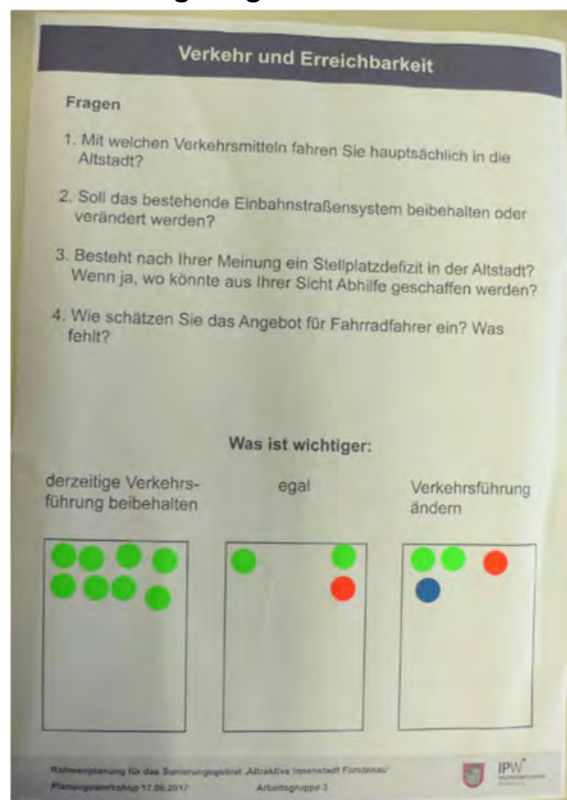 Verkehr und Erreichbarkeit
Fragen
1. Mit welchen Verkehrsmitteln fahren Sie hauptsächlich in die
Altstadt?
2. Soll das bestehende Einbahnstraßensystem beibehalten oder
verändert werden?
3. Besteht nach Ihrer Meinung ein Stellplatzdefizit in der Altstadt?
Wenn ja, wo könnte aus Ihrer Sicht Abhilfe geschaffen werden?
4. Wie schätzen Sie das Angebot für Fahrradfahrer ein? Was
fehlt?
Was ist wichtiger:
derzeitige Verkehrs-
führung beibehalten
egal
Verkehrsführung
ändern
Rahmenplanung für das Sanierungsgebiet „Attraktive Innenstadt Fürstenau“
Planungsworkshop 17.06.2017
Arbeitsgruppe 3
IPW